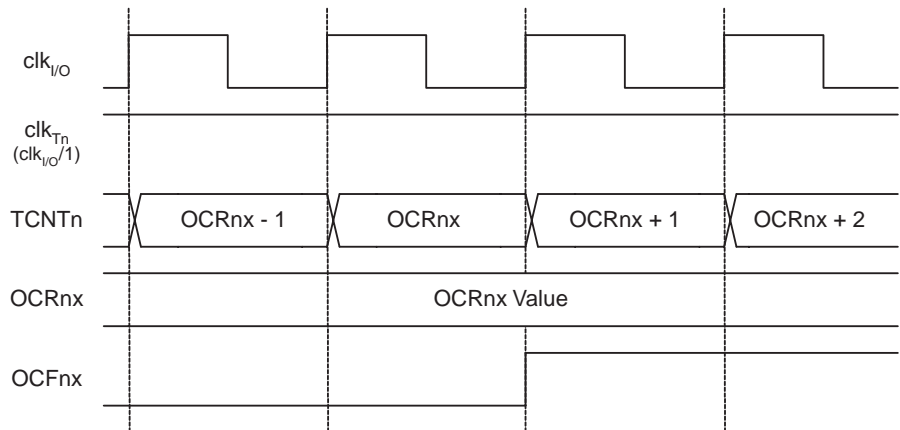 clkI/O
clkTn
(clkI/O/1)
TCNTn OCRnx - 1 OCRnx OCRnx + 1 OCRnx + 2
OCRnx OCRnx Value
OCFnx